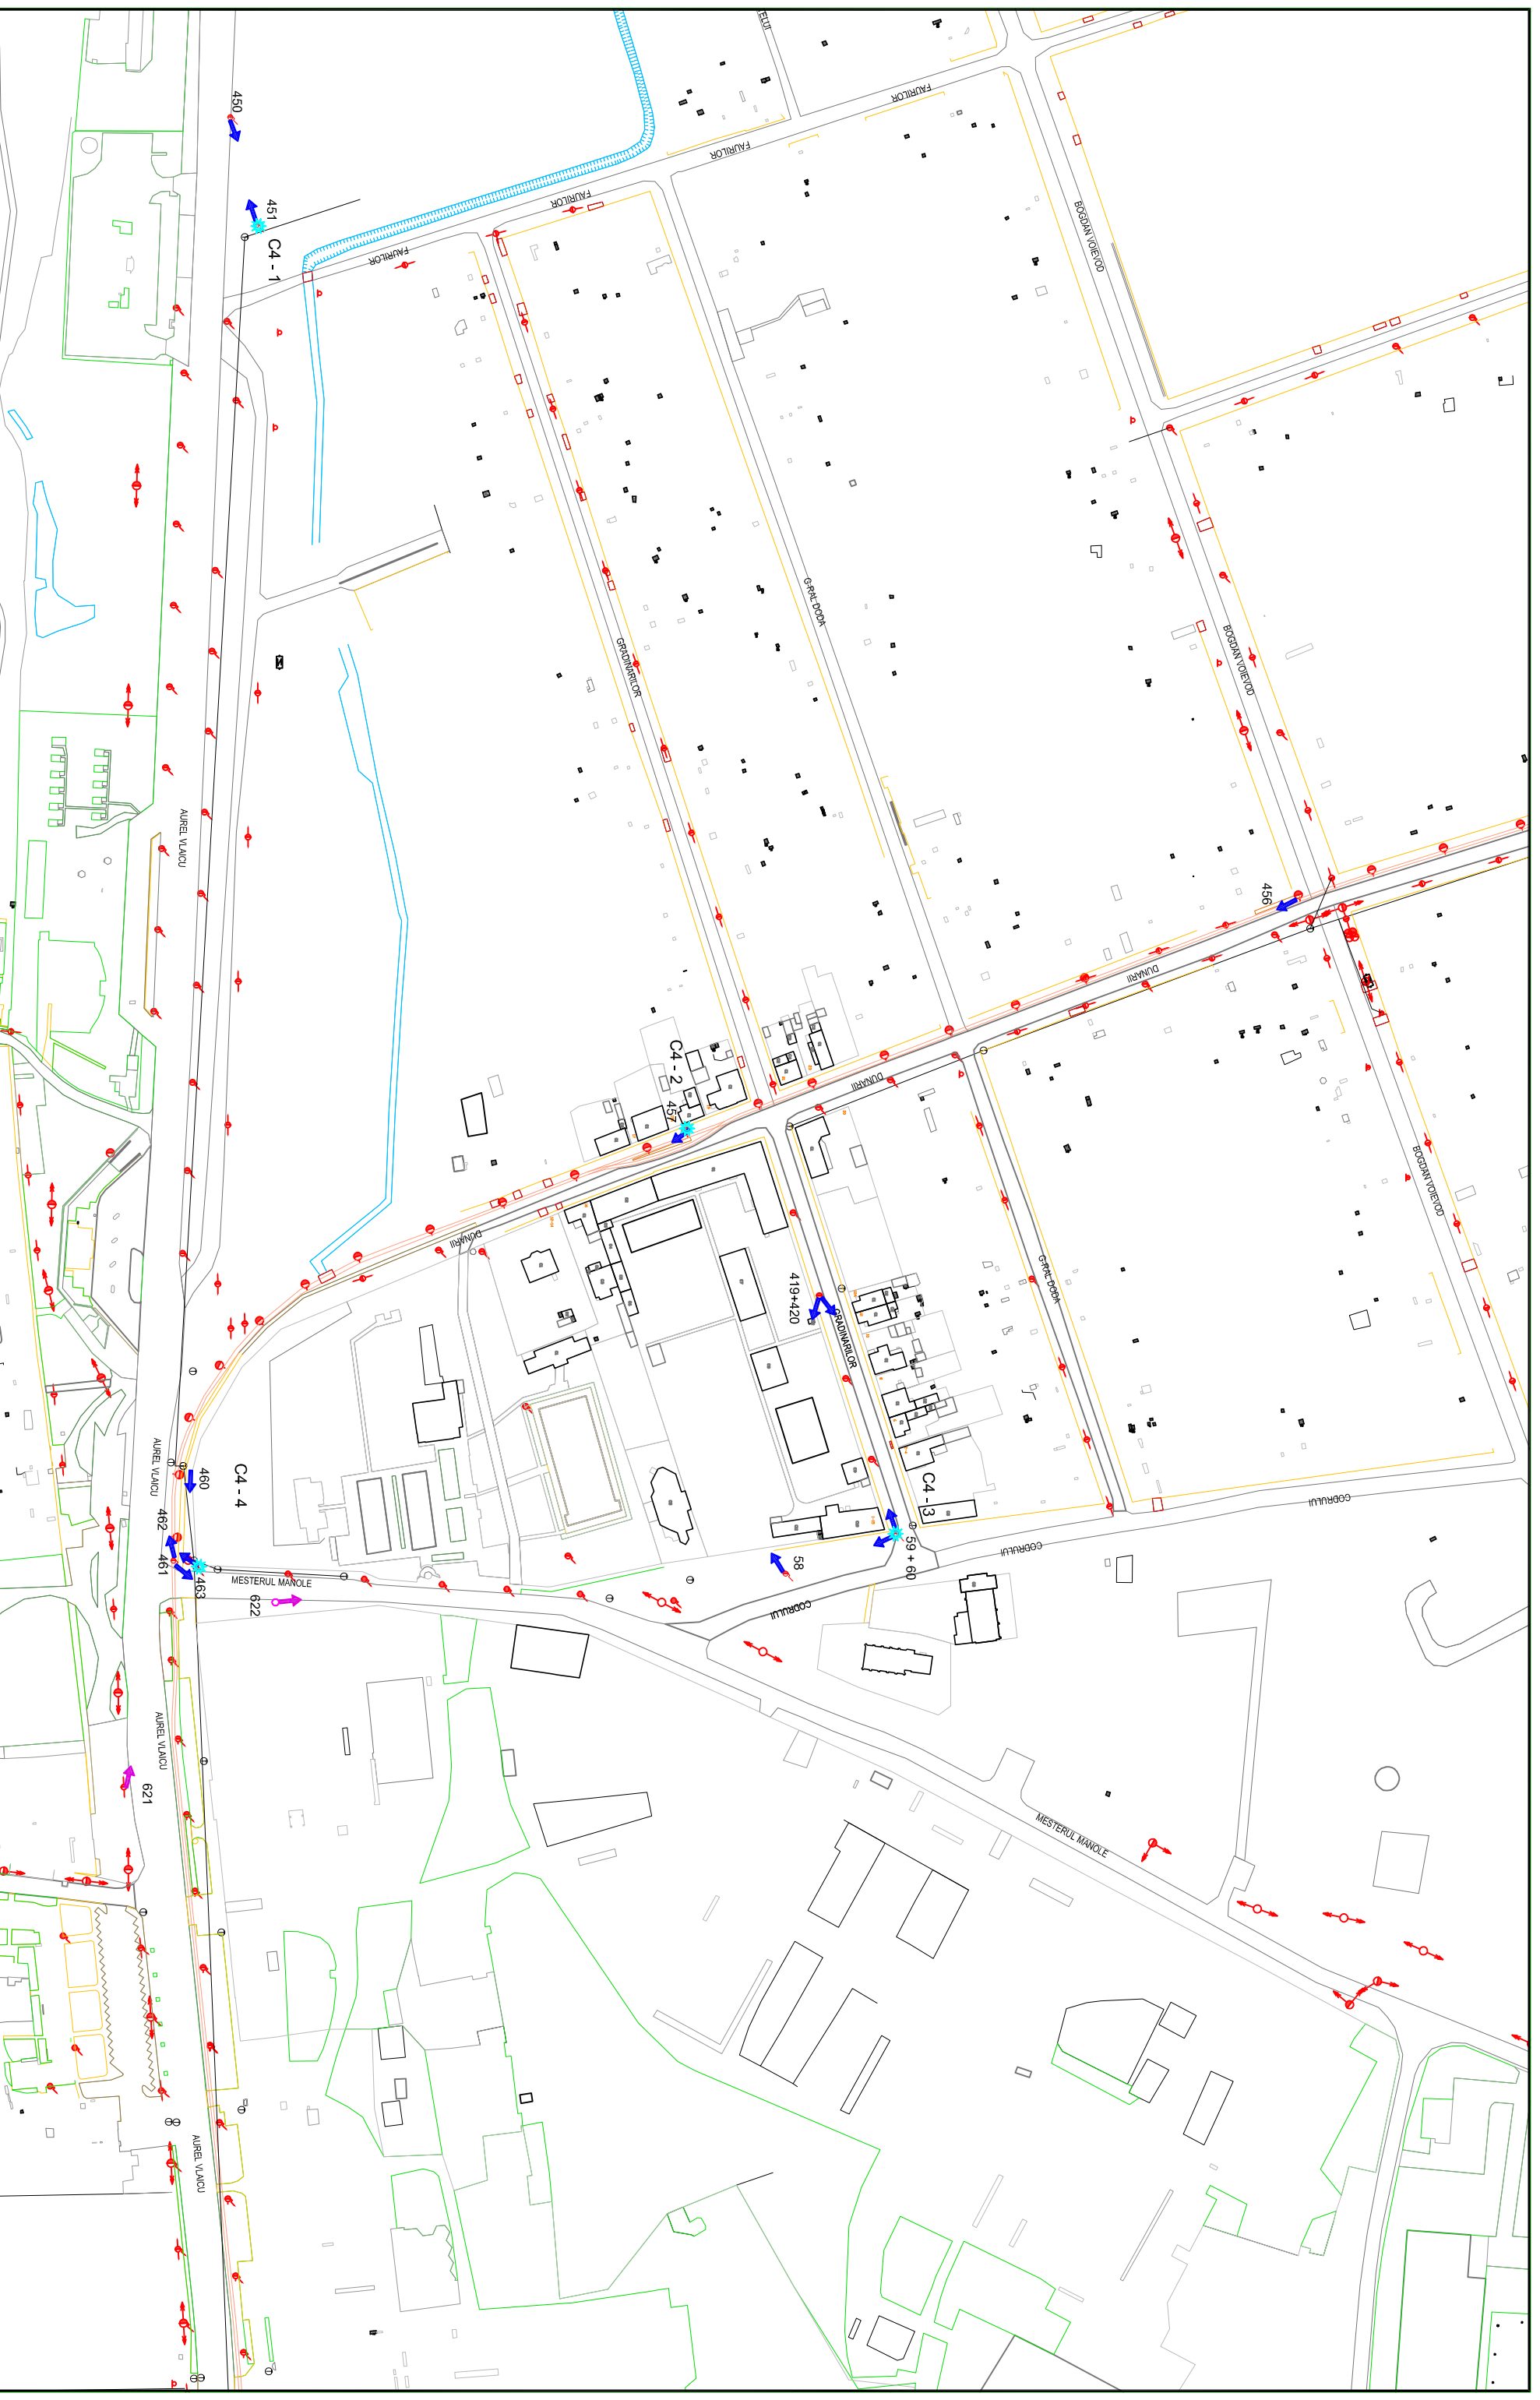 ELUI
FAURILOR
450
FAURILOR
FAURILOR
451
C4 - 1
FAURILOR
BOGDAN VOIEVOD
G-RAL DODA
GRADINARILOR
BOGDAN VOIEVOD
AUREL VLAICU
456
DUNARII
C4 - 2
457
DUNARII
BOGDAN VOIEVOD
DUNARII
G-RAL DODA
419+420
GRADINARILOR
AUREL VLAICU
460
C4 - 4
C4 - 3
CODRULUI
462
461
463
59 + 60
58
CODRULUI
MESTERUL MANOLE
622
CODRULUI
AUREL VLAICU
621
MESTERUL MANOLE
AUREL VLAICU